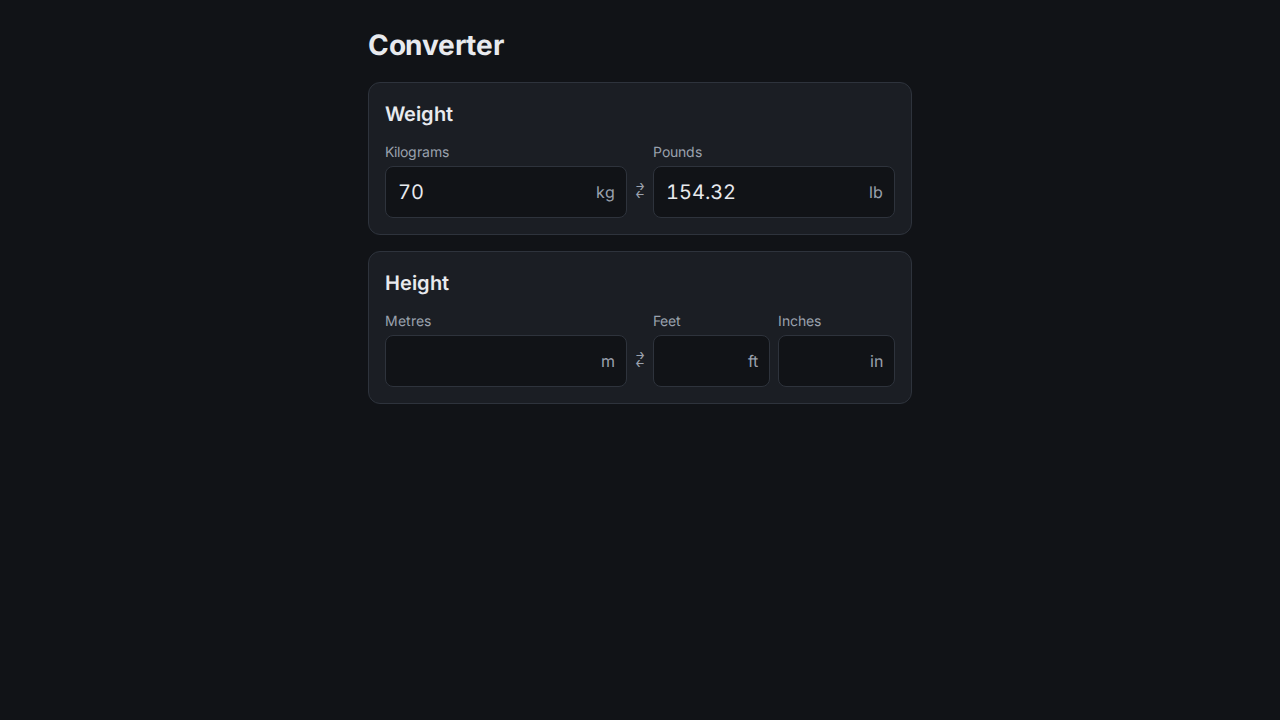 Converter
Weight
Kilograms Pounds
70 kg ⇄ 154.32 lb
Height
Metres Feet Inches
m ⇄ ft in